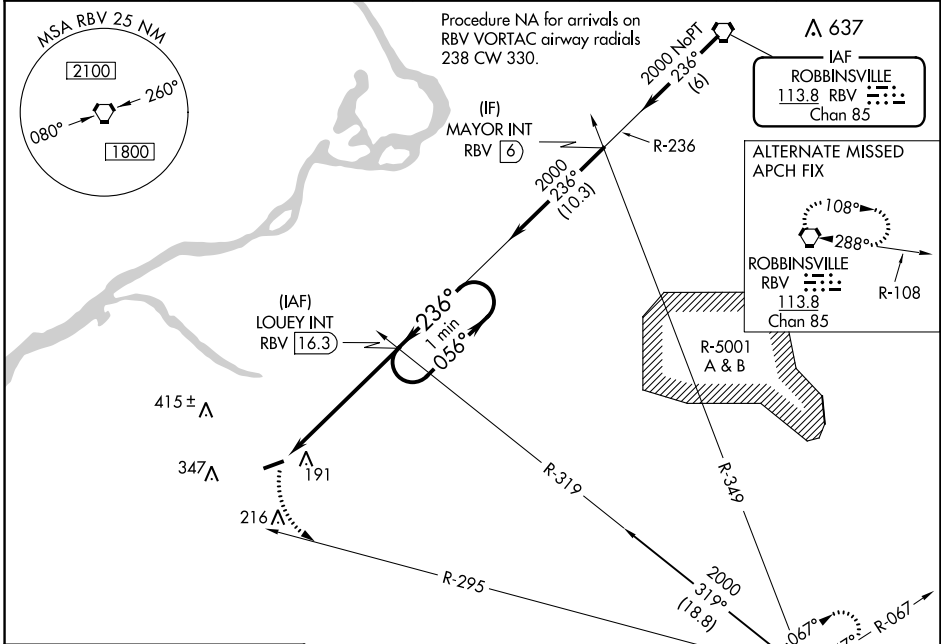 MSA RBV 25 NM
2100
260°
080°
1800
Procedure NA for arrivals on
RBV VORTAC airway radials
238 CW 330.
2000 NoPT
236°
(6)
637
IAF
ROBBINSVILLE
113.8 RBV
Chan 85
(IF)
MAYOR INT
RBV 6
R-236
2000
236°
(10.3)
ALTERNATE MISSED
APCH FIX
108°
288°
ROBBINSVILLE
RBV
113.8
Chan 85
R-108
(IAF)
LOUEY INT
RBV 16.3
236°
1 min
056°
R-5001
A & B
415 ±
347
191
216
R-319
R-349
R-295
2000
319°
(18.8)
067°
R-067